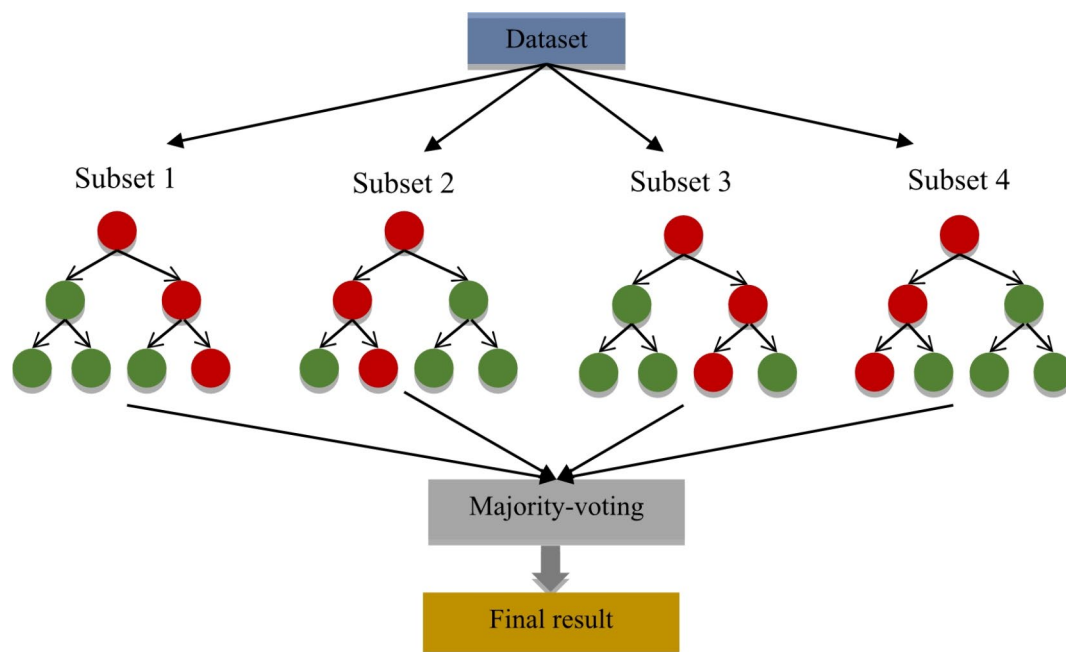 Dataset
Subset 1
Subset 2
Subset 3
Subset 4
Majority-voting
Final result